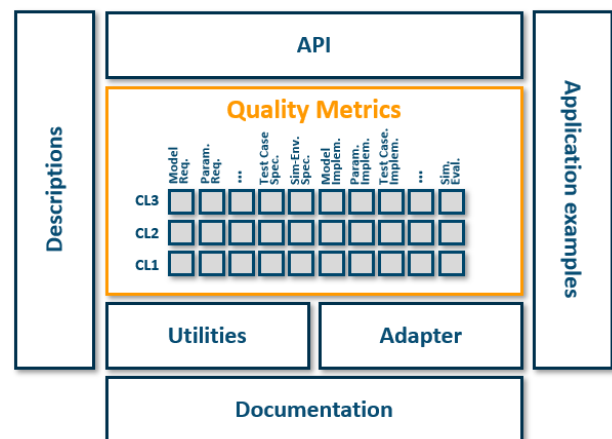 API
Descriptions
Application examples
Quality Metrics
Model
Req.
Param.
Req.
...
Test Case
Spec.
Sim-Env.
Spec.
Model
Implem.
Param.
Implem.
Test Case.
Implem.
...
Sim.
Eval.
CL3
CL2
CL1
Utilities
Adapter
Documentation